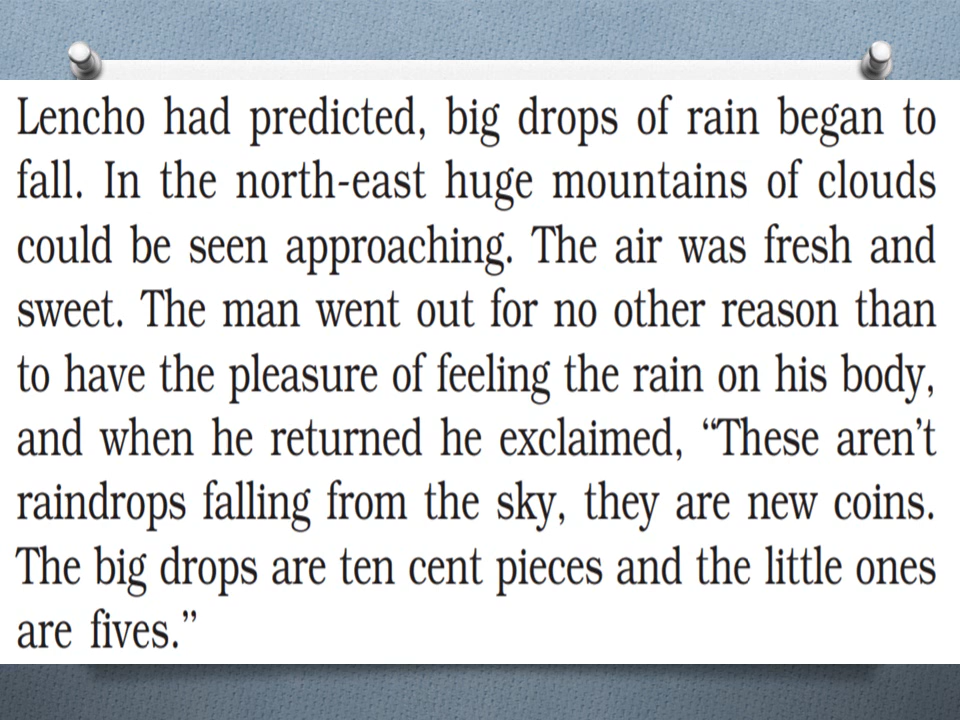 Lencho had predicted, big drops of rain began to
fall. In the north-east huge mountains of clouds
could be seen approaching. The air was fresh and
sweet. The man went out for no other reason than
to have the pleasure of feeling the rain on his body,
and when he returned he exclaimed, “These aren’t
raindrops falling from the sky, they are new coins.
The big drops are ten cent pieces and the little ones
are fives.”